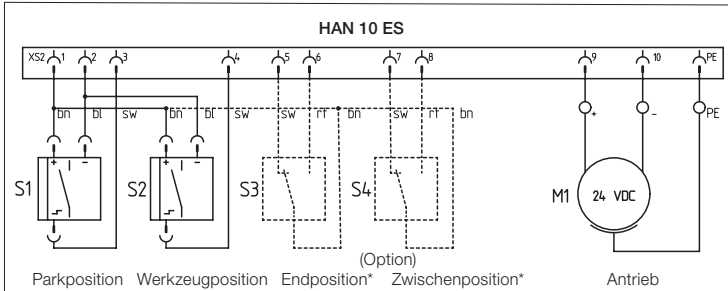 HAN 10 ES
XS2 1 2 3 4 5 6 7 8 9 10 PE
bn bl sw bn bl sw sw rt bn sw rt bn + - PE
+ - + -
S1 S2 S3 S4 M1 24 VDC
(Option)
Parkposition Werkzeugposition Endposition* Zwischenposition* Antrieb